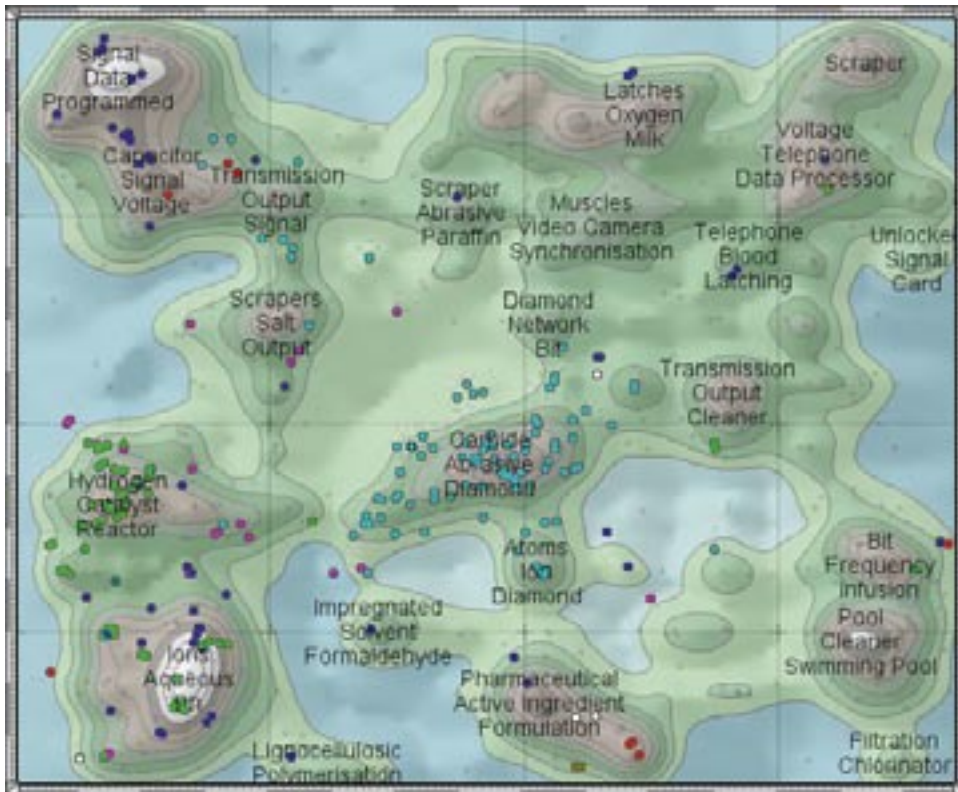 Signal
Data
Programmed
Scraper
Latches
Oxygen
Milk
Voltage
Telephone
Data Processor
Capacitor
Signal
Voltage
Transmission
Output
Signal
Scraper
Abrasive
Paraffin
Muscles
Video Camera
Synchronisation
Telephone
Blood
Latching
Unlocke
Signal
Card
Scrapers
Salt
Output
Diamond
Network
Bit
Transmission
Output
Cleaner
Carbide
Abrasive
Diamond
Hydrogen
Catalyst
Reactor
Atoms
Ion
Diamond
Bit
Frequency
Infusion
Impregnated
Solvent
Formaldehyde
Pool
Cleaner
Swimming Pool
Ions
Aqueous
Pharmaceutical
Active Ingredient
Formulation
Lignocellulosic
Polymerisation
Filtration
Chlorinator